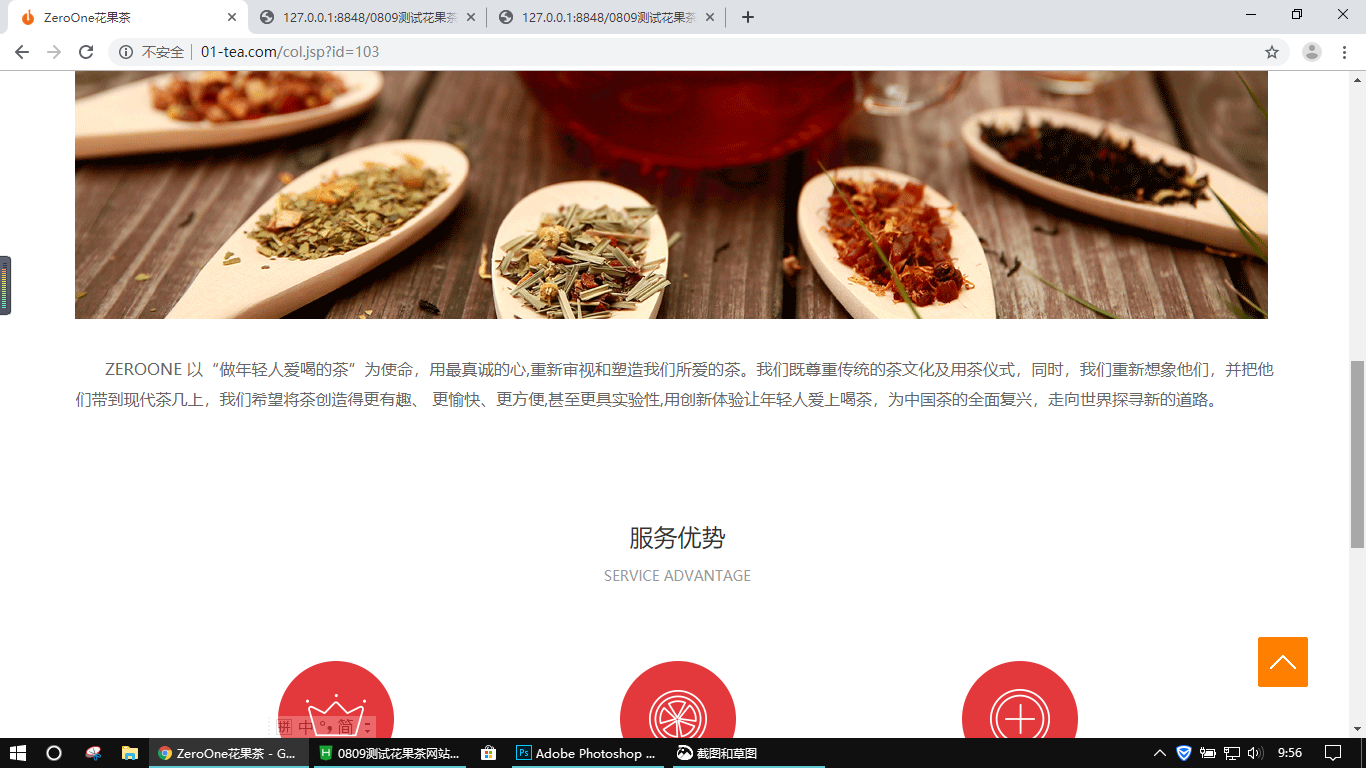 ZeroOne花果茶
127.0.0.1:8848/0809测试花果茶
127.0.0.1:8848/0809测试花果茶
不安全
01-tea.com/col.jsp?id=103
ZEROONE 以“做年轻人爱喝的茶”为使命，用最真诚的心,重新审视和塑造我们所爱的茶。我们既尊重传统的茶文化及用茶仪式，同时，我们重新想象他们，并把他
们带到现代茶几上，我们希望将茶创造得更有趣、 更愉快、更方便,甚至更具实验性,用创新体验让年轻人爱上喝茶，为中国茶的全面复兴，走向世界探寻新的道路。
服务优势
SERVICE ADVANTAGE
拼 中 °, 简
ZeroOne花果茶 - G...
0809测试花果茶网站...
Adobe Photoshop ...
截图和草图
9:56